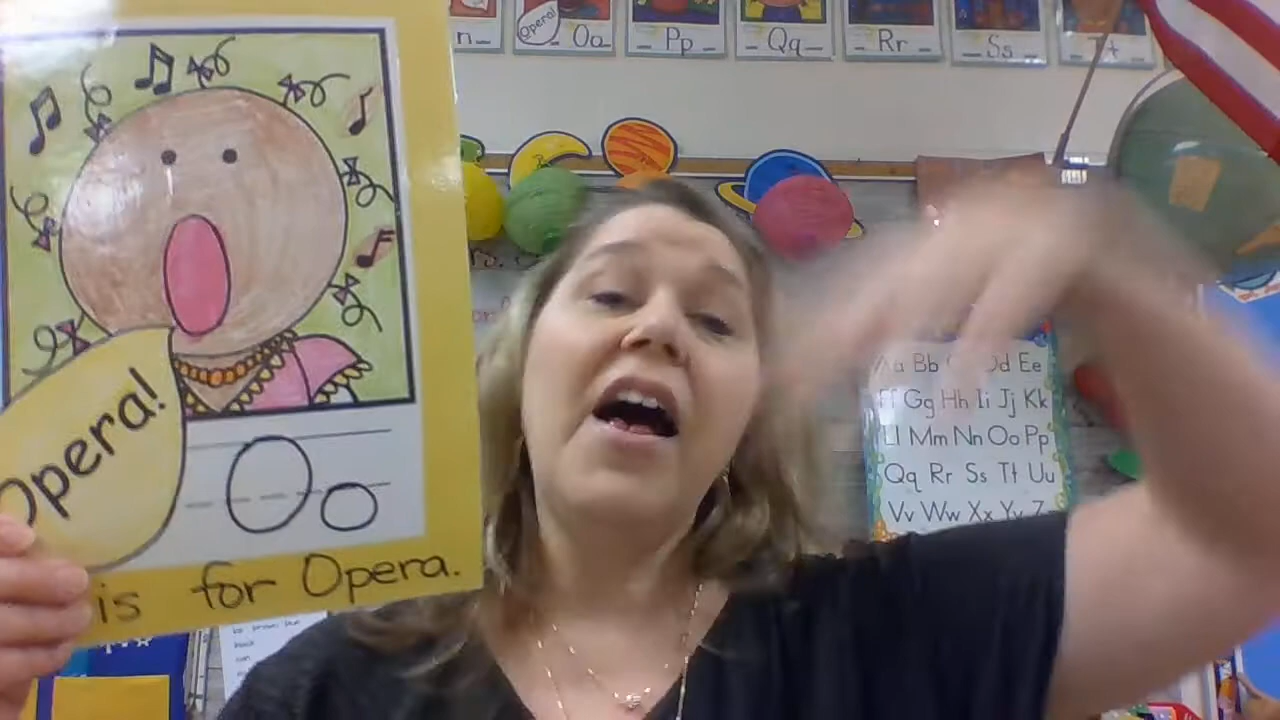 Opera!
Oo
Pp
Qq
Rr
Ss
Opera!
Oo
is for Opera.
Aa Bb Dd Ee
Ff Gg Hh Ii Jj Kk
Ll Mm Nn Oo Pp
Qq Rr Ss Tt Uu
Vv Ww Xx Yy Z